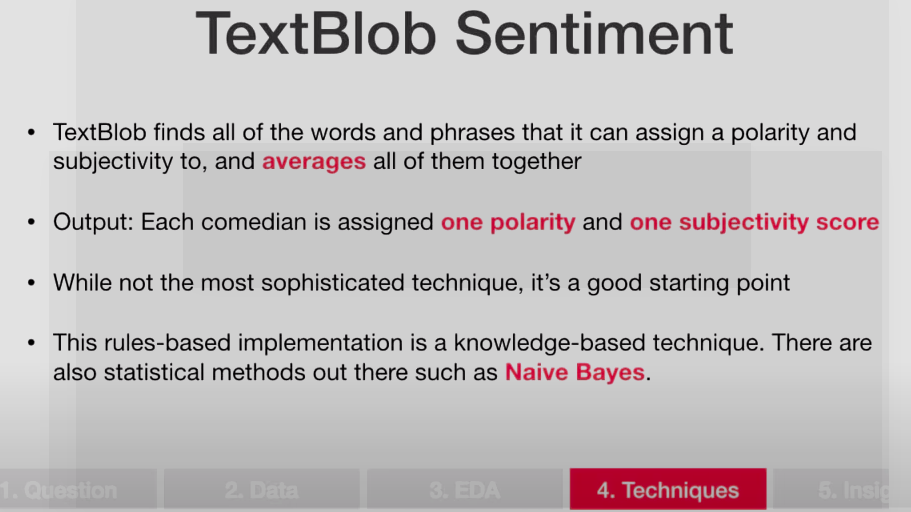 TextBlob Sentiment
• TextBlob finds all of the words and phrases that it can assign a polarity and
subjectivity to, and averages all of them together
• Output: Each comedian is assigned one polarity and one subjectivity score
• While not the most sophisticated technique, it's a good starting point
• This rules-based implementation is a knowledge-based technique. There are
also statistical methods out there such as Naive Bayes.
1. Question 2. Data 3. EDA 4. Techniques 5. Insig